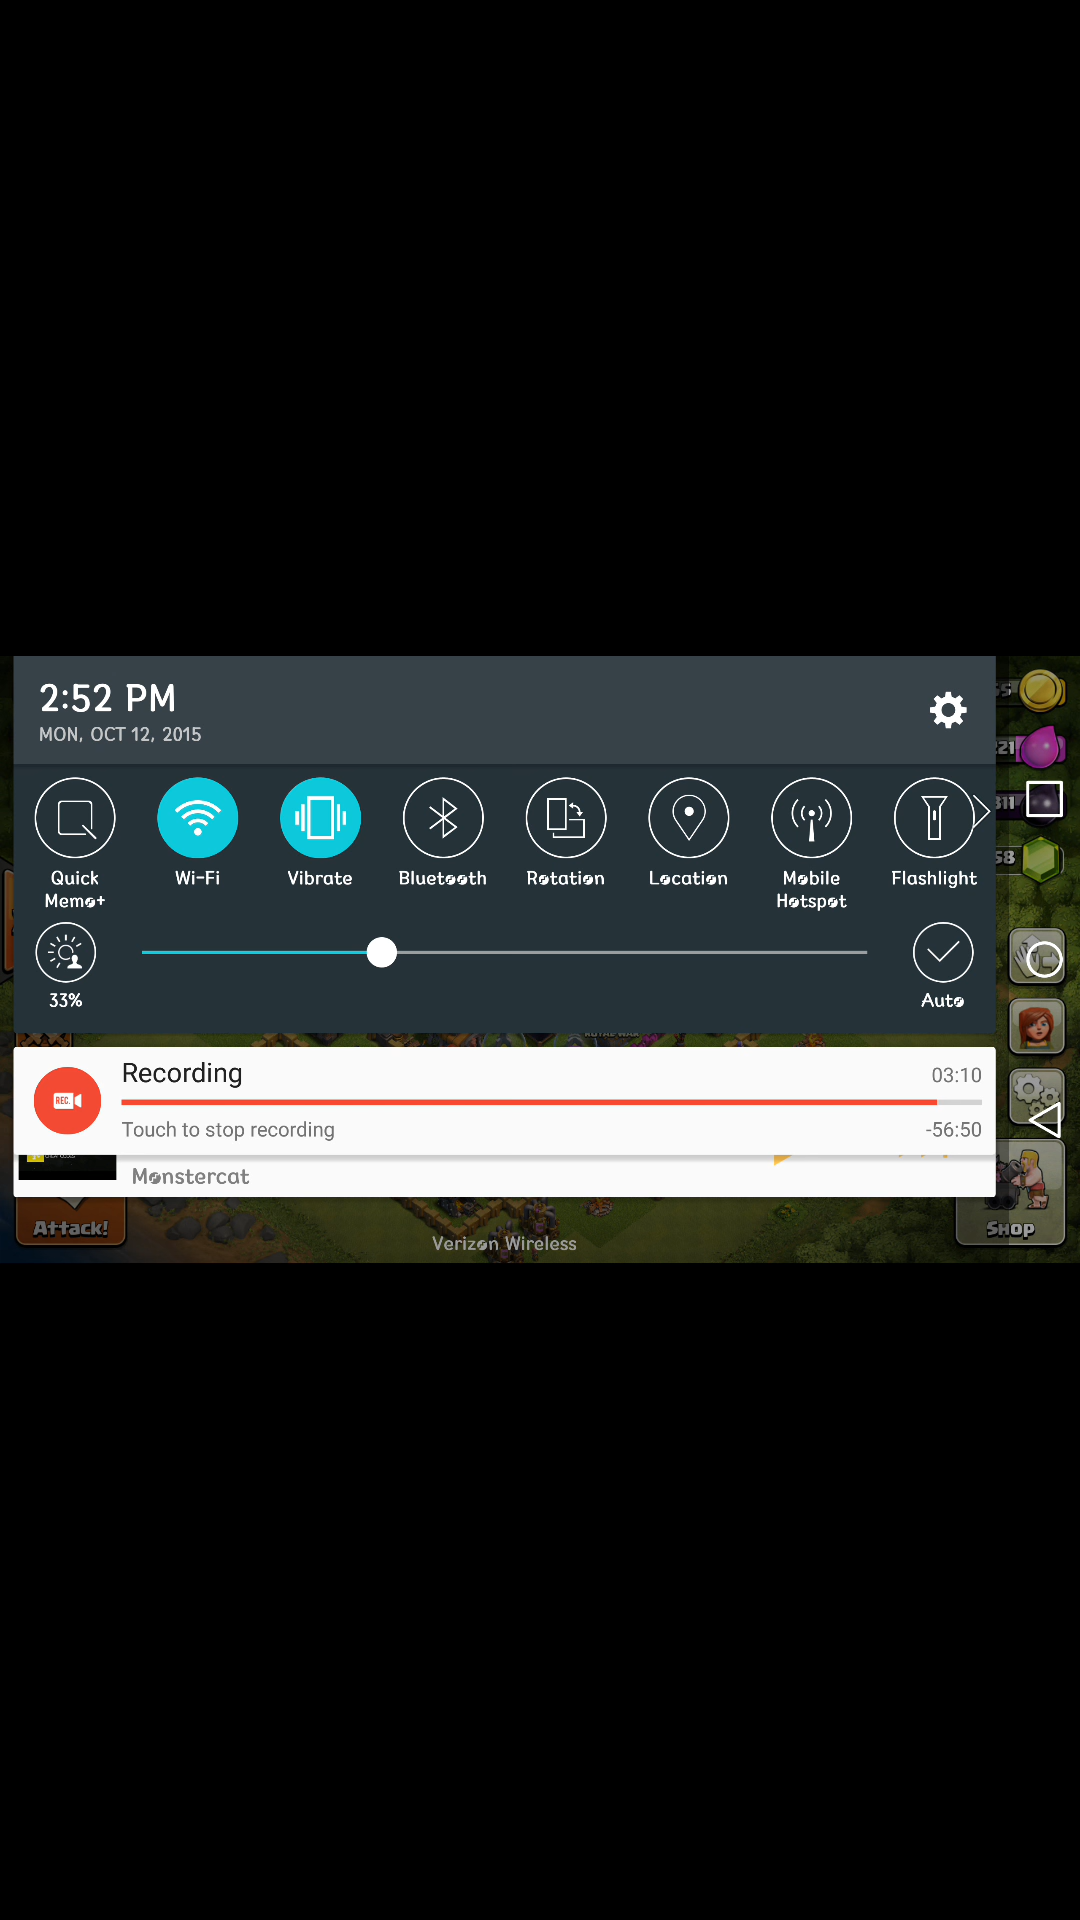 2:52 PM
MON, OCT 12, 2015
Quick Memo+
Wi-Fi
Vibrate
Bluetooth
Rotation
Location
Mobile Hotspot
Flashlight
33%
Auto
Recording
03:10
Touch to stop recording
-56:50
Monstercat
Attack!
Verizon Wireless
Shop